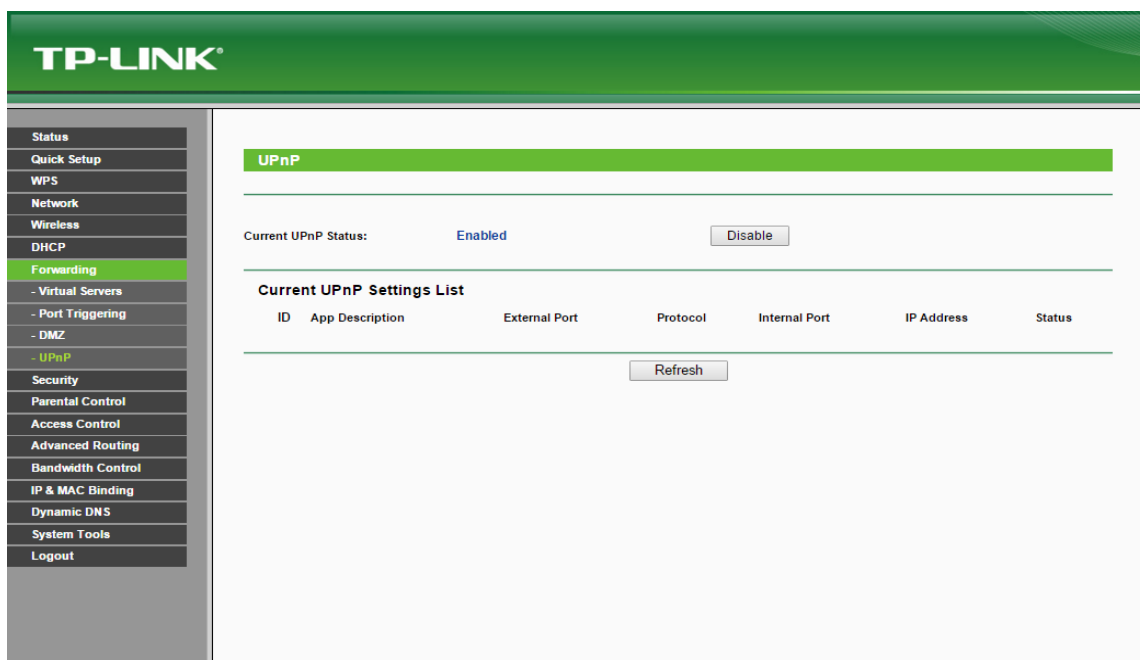 TP-LINK®
Status
Quick Setup
WPS
Network
Wireless
DHCP
Forwarding
- Virtual Servers
- Port Triggering
- DMZ
- UPnP
Security
Parental Control
Access Control
Advanced Routing
Bandwidth Control
IP & MAC Binding
Dynamic DNS
System Tools
Logout
UPnP
Current UPnP Status: Enabled Disable
Current UPnP Settings List
ID App Description External Port Protocol Internal Port IP Address Status
Refresh